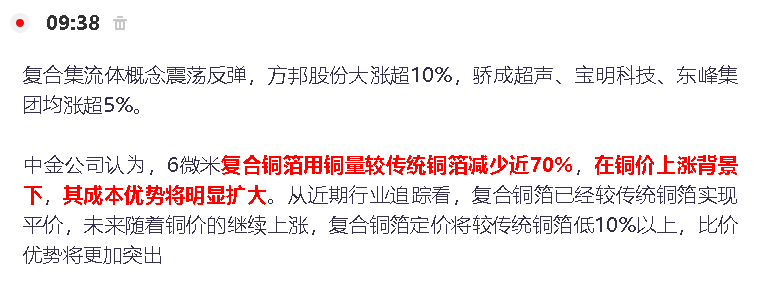 09:38
复合集流体概念震荡反弹，方邦股份大涨超10%，骄成超声、宝明科技、东峰集
团均涨超5%。
中金公司认为，6微米复合铜箔用铜量较传统铜箔减少近70%，在铜价上涨背景
下，其成本优势将明显扩大。从近期行业追踪看，复合铜箔已经较传统铜箔实现
平价，未来随着铜价的继续上涨，复合铜箔定价将较传统铜箔低10%以上，比价
优势将更加突出